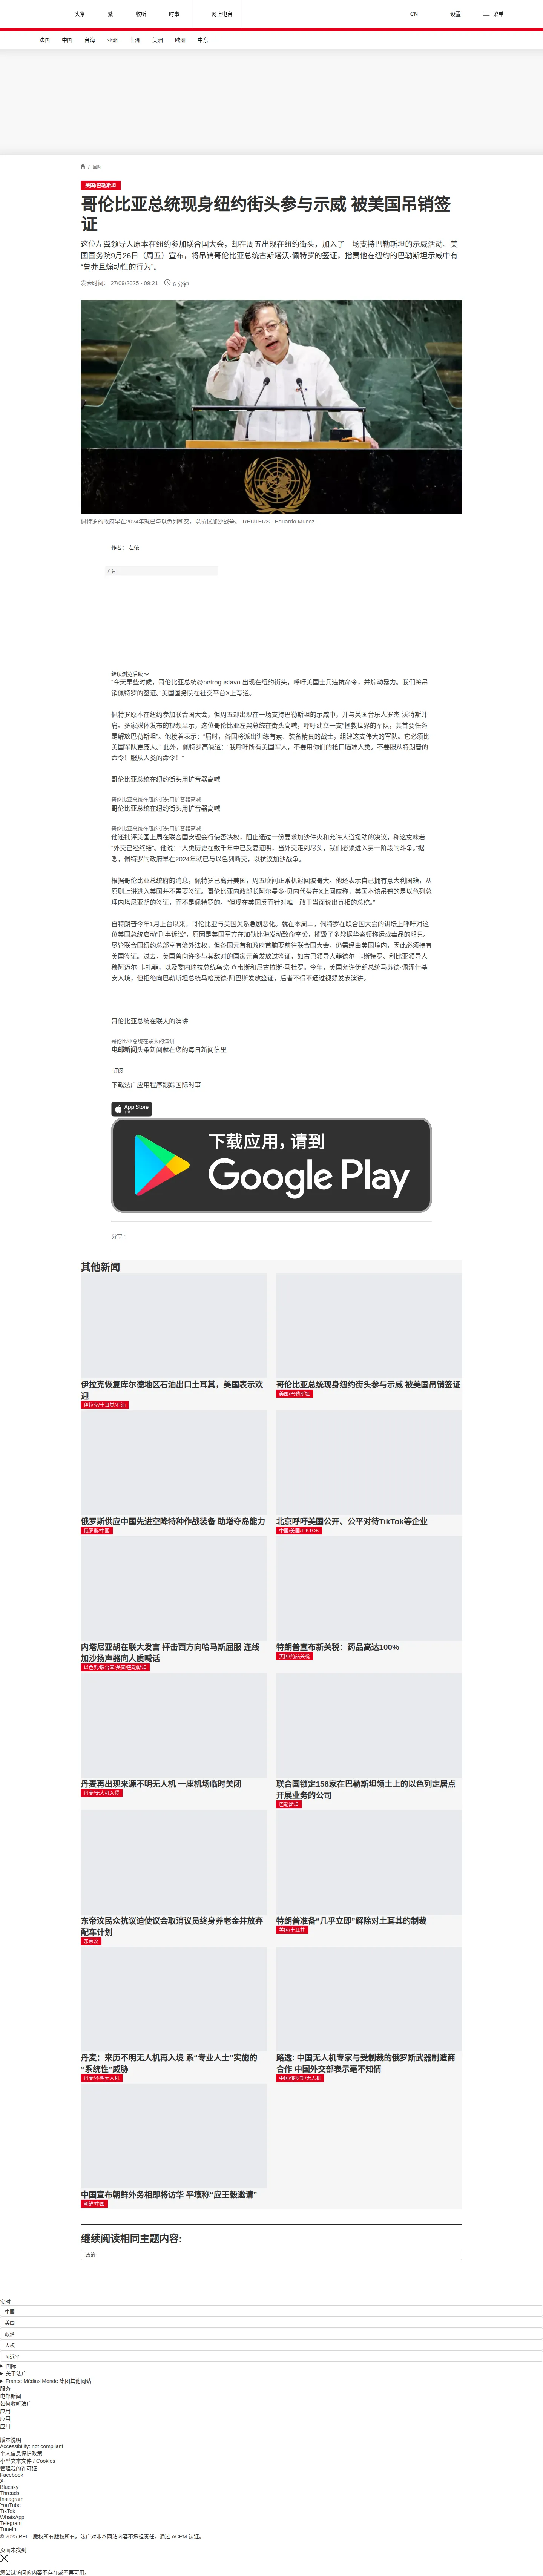 头条
繁
收听
时事
网上电台
CN
设置
菜单
法国
中国
台海
亚洲
非洲
美洲
欧洲
中东
/ 国际
美国/巴勒斯坦
哥伦比亚总统现身纽约街头参与示威 被美国吊销签
证
这位左翼领导人原本在纽约参加联合国大会，却在周五出现在纽约街头，加入了一场支持巴勒斯坦的示威活动。美
国国务院9月26日（周五）宣布，将吊销哥伦比亚总统古斯塔沃·佩特罗的签证，指责他在纽约的巴勒斯坦示威中有
“鲁莽且煽动性的行为”。
发表时间： 27/09/2025 - 09:21
6 分钟
佩特罗的政府早在2024年就已与以色列断交，以抗议加沙战争。 REUTERS - Eduardo Munoz
作者： 左依
广告
继续浏览后续
“今天早些时候，哥伦比亚总统@petrogustavo 出现在纽约街头，呼吁美国士兵违抗命令，并煽动暴力。我们将吊
销佩特罗的签证。”美国国务院在社交平台X上写道。
佩特罗原本在纽约参加联合国大会，但周五却出现在一场支持巴勒斯坦的示威中，并与英国音乐人罗杰·沃特斯并
肩。多家媒体发布的视频显示，这位哥伦比亚左翼总统在街头高喊，呼吁建立一支“拯救世界的军队，其首要任务
是解放巴勒斯坦”。他接着表示：“届时，各国将派出训练有素、装备精良的战士，组建这支伟大的军队。它必须比
美国军队更庞大。” 此外，佩特罗高喊道：“我呼吁所有美国军人，不要用你们的枪口瞄准人类。不要服从特朗普的
命令！服从人类的命令！”
哥伦比亚总统在纽约街头用扩音器高喊
哥伦比亚总统在纽约街头用扩音器高喊
哥伦比亚总统在纽约街头用扩音器高喊
哥伦比亚总统在纽约街头用扩音器高喊
他还批评美国上周在联合国安理会行使否决权，阻止通过一份要求加沙停火和允许人道援助的决议，称这意味着
“外交已经终结”。他说：“人类历史在数千年中已反复证明，当外交走到尽头，我们必须进入另一阶段的斗争。”据
悉，佩特罗的政府早在2024年就已与以色列断交，以抗议加沙战争。
根据哥伦比亚总统府的消息，佩特罗已离开美国，周五晚间正乘机返回波哥大。他还表示自己拥有意大利国籍，从
原则上讲进入美国并不需要签证。哥伦比亚内政部长阿尔曼多·贝内代蒂在X上回应称，美国本该吊销的是以色列总
理内塔尼亚胡的签证，而不是佩特罗的。“但现在美国反而针对唯一敢于当面说出真相的总统。”
自特朗普今年1月上台以来，哥伦比亚与美国关系急剧恶化。就在本周二，佩特罗在联合国大会的讲坛上呼吁对这
位美国总统启动“刑事诉讼”，原因是美国军方在加勒比海发动致命空袭，摧毁了多艘据华盛顿称运载毒品的船只。
尽管联合国纽约总部享有治外法权，但各国元首和政府首脑要前往联合国大会，仍需经由美国境内，因此必须持有
美国签证。过去，美国曾向许多与其敌对的国家元首发放过签证，如古巴领导人菲德尔·卡斯特罗、利比亚领导人
穆阿迈尔·卡扎菲，以及委内瑞拉总统乌戈·查韦斯和尼古拉斯·马杜罗。今年，美国允许伊朗总统马苏德·佩泽什基
安入境，但拒绝向巴勒斯坦总统马哈茂德·阿巴斯发放签证，后者不得不通过视频发表演讲。
哥伦比亚总统在联大的演讲
哥伦比亚总统在联大的演讲
电邮新闻头条新闻就在您的每日新闻信里
订阅
下载法广应用程序跟踪国际时事
App Store
下载应用，请到
Google Play
分享 :
其他新闻
伊拉克恢复库尔德地区石油出口土耳其，美国表示欢
迎
伊拉克/土耳其/石油
哥伦比亚总统现身纽约街头参与示威 被美国吊销签证
美国/巴勒斯坦
俄罗斯供应中国先进空降特种作战装备 助增夺岛能力
俄罗斯/中国
北京呼吁美国公开、公平对待TikTok等企业
中国/美国/TIKTOK
内塔尼亚胡在联大发言 抨击西方向哈马斯屈服 连线
加沙扬声器向人质喊话
以色列/联合国/美国/巴勒斯坦
特朗普宣布新关税：药品高达100%
美国/药品关税
丹麦再出现来源不明无人机 一座机场临时关闭
丹麦/无人机入侵
联合国锁定158家在巴勒斯坦领土上的以色列定居点
开展业务的公司
巴勒斯坦
东帝汶民众抗议迫使议会取消议员终身养老金并放弃
配车计划
东帝汶
特朗普准备“几乎立即”解除对土耳其的制裁
美国/土耳其
丹麦：来历不明无人机再入境 系“专业人士”实施的
“系统性”威胁
丹麦/不明无人机
路透: 中国无人机专家与受制裁的俄罗斯武器制造商
合作 中国外交部表示毫不知情
中国/俄罗斯/无人机
中国宣布朝鲜外务相即将访华 平壤称“应王毅邀请”
朝鲜/中国
继续阅读相同主题内容:
政治
实时
中国
美国
政治
人权
习近平
国际
关于法广
France Médias Monde 集团其他网站
服务
电邮新闻
如何收听法广
应用
应用
应用
版本说明
Accessibility: not compliant
个人信息保护政策
小型文本文件 / Cookies
管理我的许可证
Facebook
X
Bluesky
Threads
Instagram
YouTube
TikTok
WhatsApp
Telegram
TuneIn
© 2025 RFI – 版权所有版权所有。法广对非本网站内容不承担责任。通过 ACPM 认证。
页面未找到
您尝试访问的内容不存在或不再可用。